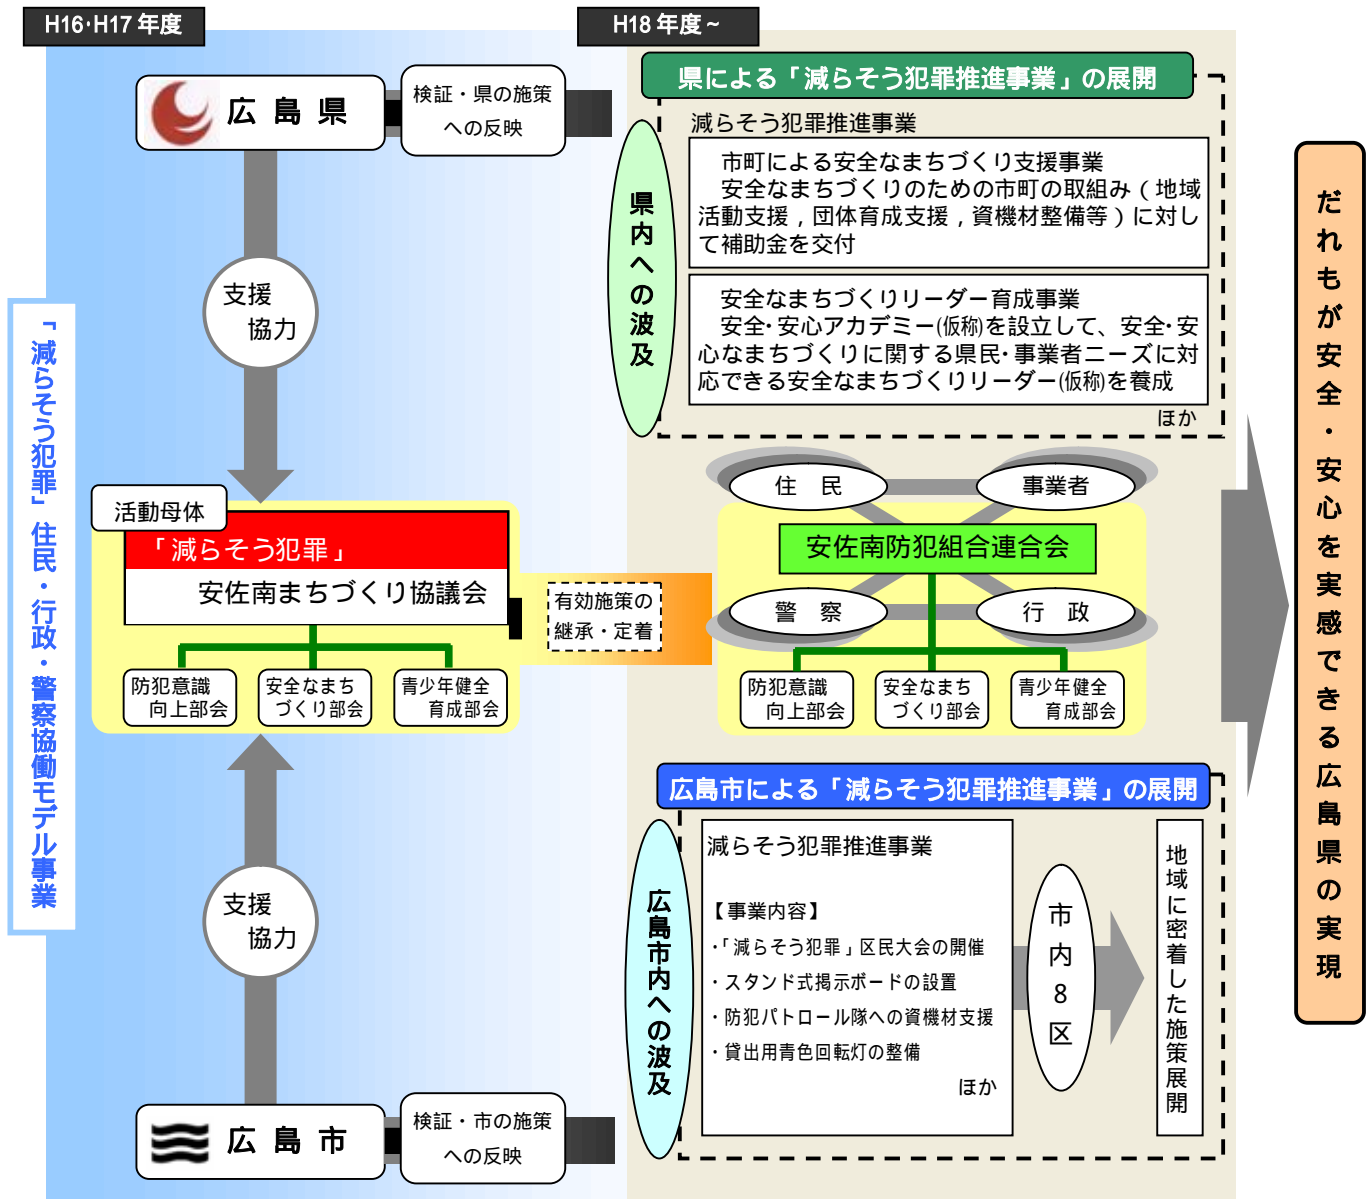 H16･H17 年度
H18 年度～
「減らそう犯罪」住民・行政・警察協働モデル事業
広 島 県
検証・県の施策
への反映
支援
協力
活動母体
「減らそう犯罪」
安佐南まちづくり協議会
防犯意識
向上部会
安全なまち
づくり部会
青少年健全
育成部会
支援
協力
広 島 市
検証・市の施策
への反映
有効施策の
継承・定着
県による「減らそう犯罪推進事業」の展開
県内への波及
減らそう犯罪推進事業
市町による安全なまちづくり支援事業
安全なまちづくりのための市町の取組み（地域
活動支援，団体育成支援，資機材整備等）に対し
て補助金を交付
安全なまちづくりリーダー育成事業
安全･安心アカデミー(仮称)を設立して、安全･安
心なまちづくりに関する県民･事業者ニーズに対
応できる安全なまちづくりリーダー(仮称)を養成
ほか
住　民
事業者
安佐南防犯組合連合会
警　察
行　政
防犯意識
向上部会
安全なまち
づくり部会
青少年健全
育成部会
広島市による「減らそう犯罪推進事業」の展開
広島市内への波及
減らそう犯罪推進事業
【事業内容】
・「減らそう犯罪」区民大会の開催
・スタンド式掲示ボードの設置
・防犯パトロール隊への資機材支援
・貸出用青色回転灯の整備
ほか
市内8区
地域に密着した施策展開
だれもが安全・安心を実感できる広島県の実現